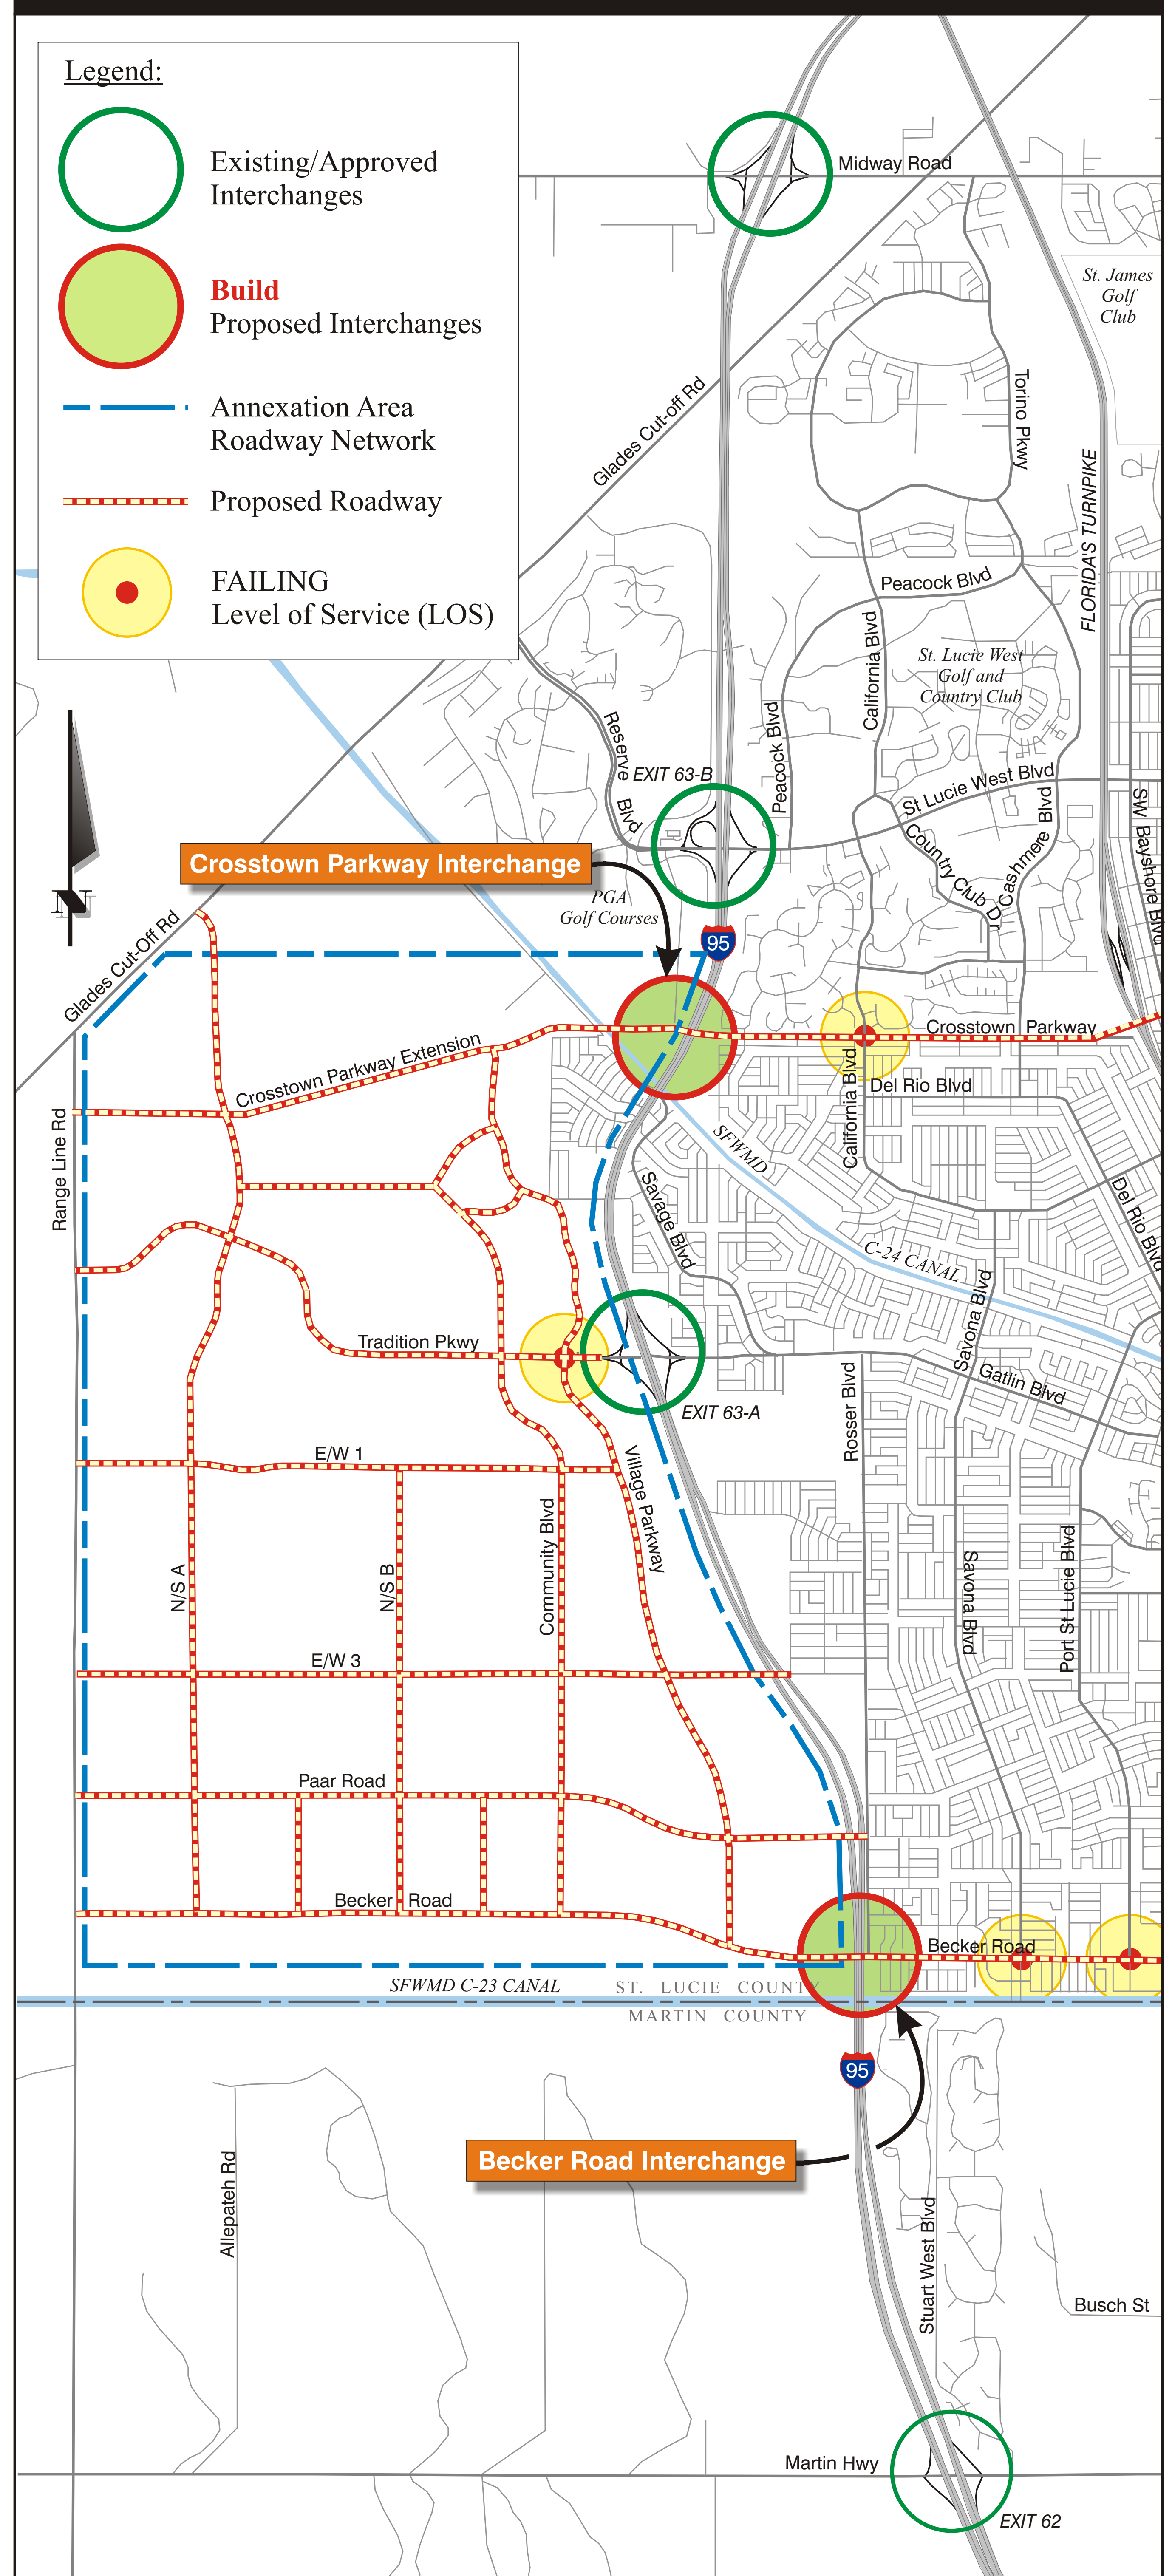 Legend:
Existing/Approved
Interchanges
Build
Proposed Interchanges
Annexation Area
Roadway Network
Proposed Roadway
FAILING
Level of Service (LOS)
Midway Road
St. James
Golf
Club
Glades Cut-off Rd
Torino Pkwy
FLORIDA'S TURNPIKE
Peacock Blvd
California Blvd
St. Lucie West
Golf and
Country Club
Reserve
Blvd
EXIT 63-B
Peacock Blvd
St Lucie West Blvd
Country Club Dr
Cashmere Blvd
SW Bayshore Blvd
Crosstown Parkway Interchange
PGA
Golf Courses
N
95
Glades Cut-Off Rd
Crosstown Parkway
Crosstown Parkway Extension
California Blvd
Del Rio Blvd
Range Line Rd
SFWMD
Savage Blvd
Del Rio Blvd
C-24 CANAL
Savona Blvd
Tradition Pkwy
Gatlin Blvd
EXIT 63-A
Rosser Blvd
E/W 1
Village Parkway
N/S A
N/S B
Community Blvd
Savona Blvd
Port St Lucie Blvd
E/W 3
Paar Road
Becker Road
Becker Road
SFWMD C-23 CANAL
ST. LUCIE COUNTY
MARTIN COUNTY
95
Becker Road Interchange
Allepateh Rd
Stuart West Blvd
Busch St
Martin Hwy
EXIT 62